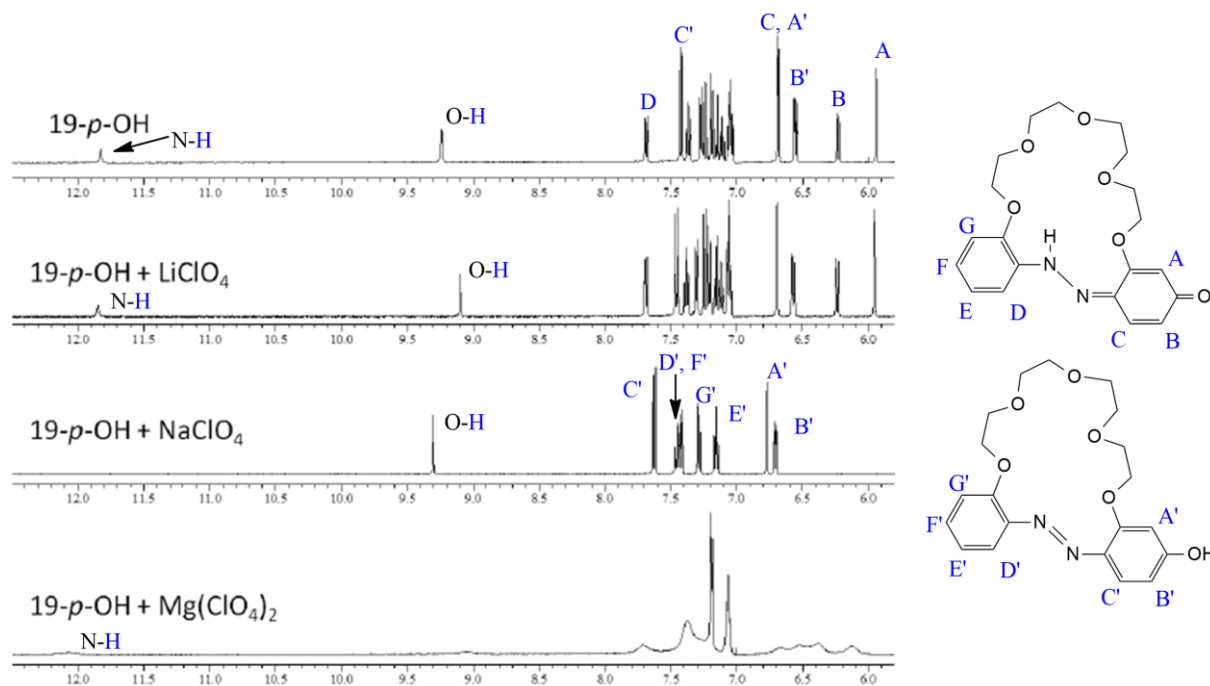 C'
C, A'
A
D
B'
B
19-p-OH
N-H
O-H
12.0 11.5 11.0 10.5 10.0 9.5 9.0 8.5 8.0 7.5 7.0 6.5 6.0
19-p-OH + LiClO4
N-H
O-H
12.0 11.5 11.0 10.5 10.0 9.5 9.0 8.5 8.0 7.5 7.0 6.5 6.0
19-p-OH + NaClO4
O-H
C'
D', F'
G'
E'
A'
B'
12.0 11.5 11.0 10.5 10.0 9.5 9.0 8.5 8.0 7.5 7.0 6.5 6.0
19-p-OH + Mg(ClO4)2
N-H
12.0 11.5 11.0 10.5 10.0 9.5 9.0 8.5 8.0 7.5 7.0 6.5 6.0
O
O
O
O
O
G
H
A
F
N
N
O
E
D
C
B
O
O
O
O
O
G'
A'
F'
N
N
OH
E'
D'
C'
B'